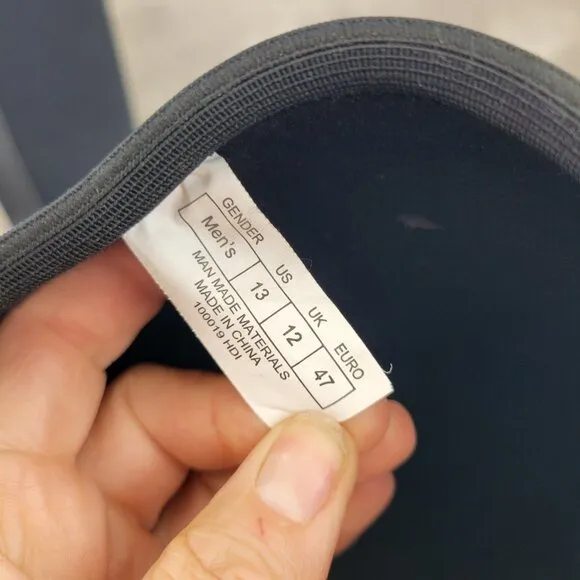 GENDER US UK EURO
Men's 13 12 47
MAN MADE MATERIALS
MADE IN CHINA
100019 HDI